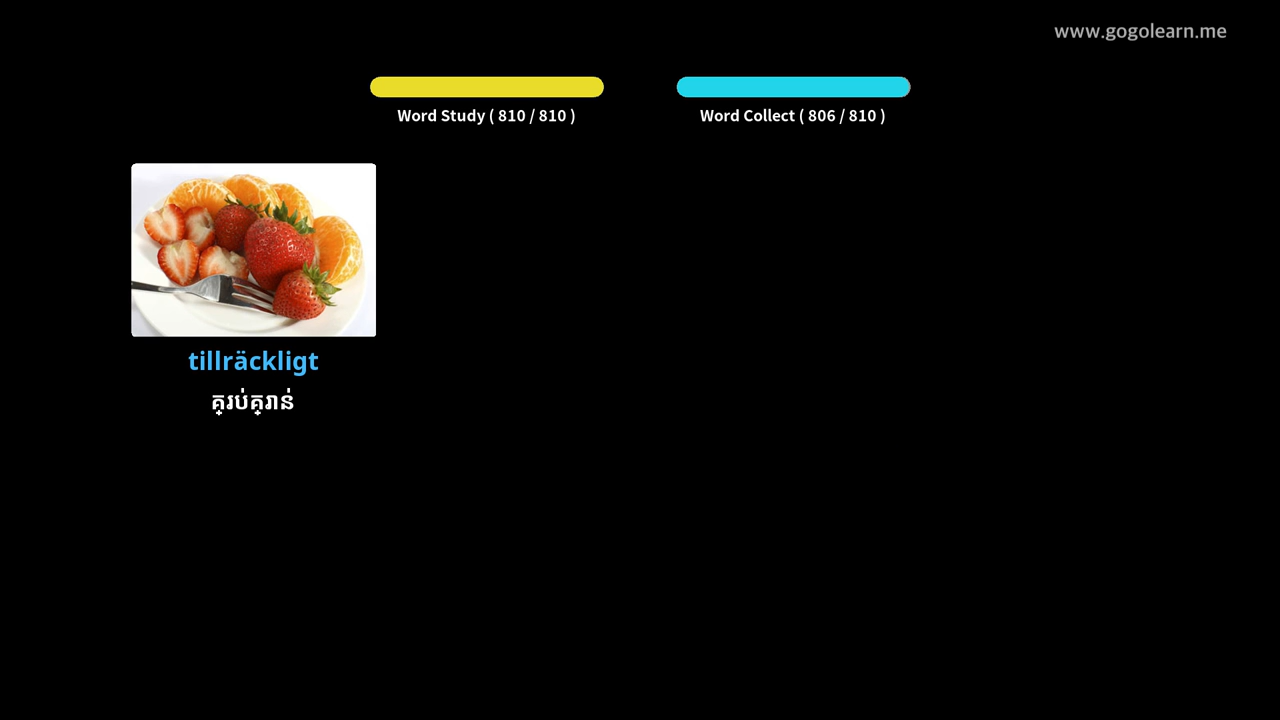 www.gogolearn.me
Word Study ( 810 / 810 )
Word Collect ( 806 / 810 )
tillräckligt
គ្រប់គ្រាន់